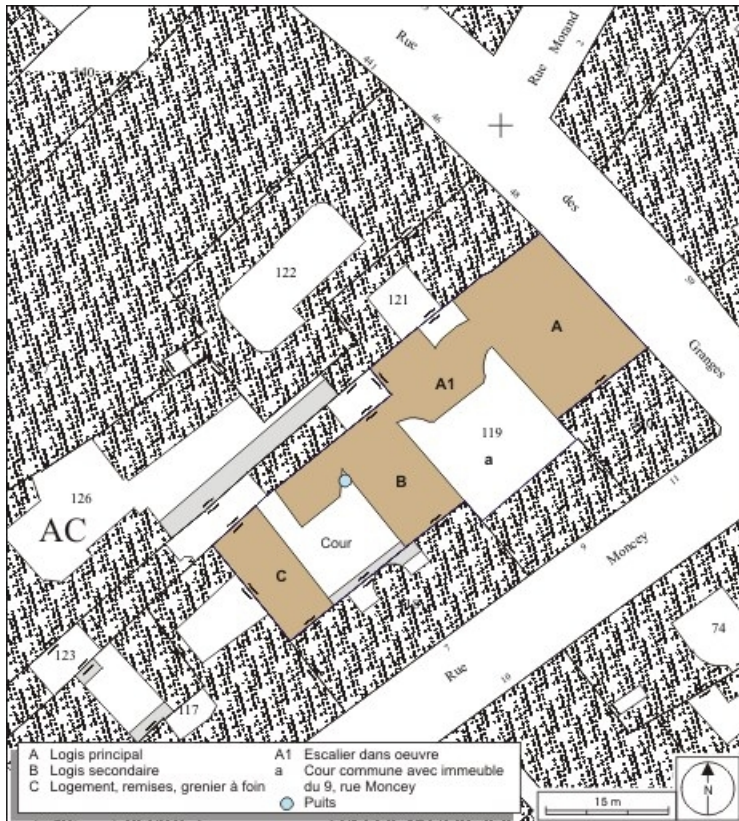 140
Rue
Rue Morand
2
44
46
48
des
50
Granges
122
121
A
A1
119
a
B
126
AC
Cour
C
11
9
Moncey
7
Rue
10
74
123
117
A Logis principal
B Logis secondaire
C Logement, remises, grenier à foin
A1 Escalier dans oeuvre
a Cour commune avec immeuble
du 9, rue Moncey
Puits
15 m
N